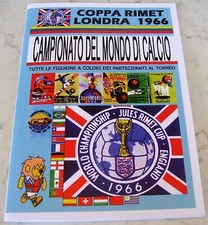 COPPA RIMET
LONDRA 1966
CAMPIONATO DEL MONDO DI CALCIO
TUTTE LE FIGURINE A COLORI DEI PARTECIPANTI AL TORNEO
WORLD CHAMPIONSHIP · JULES RIMET CUP · ENGLAND
1966